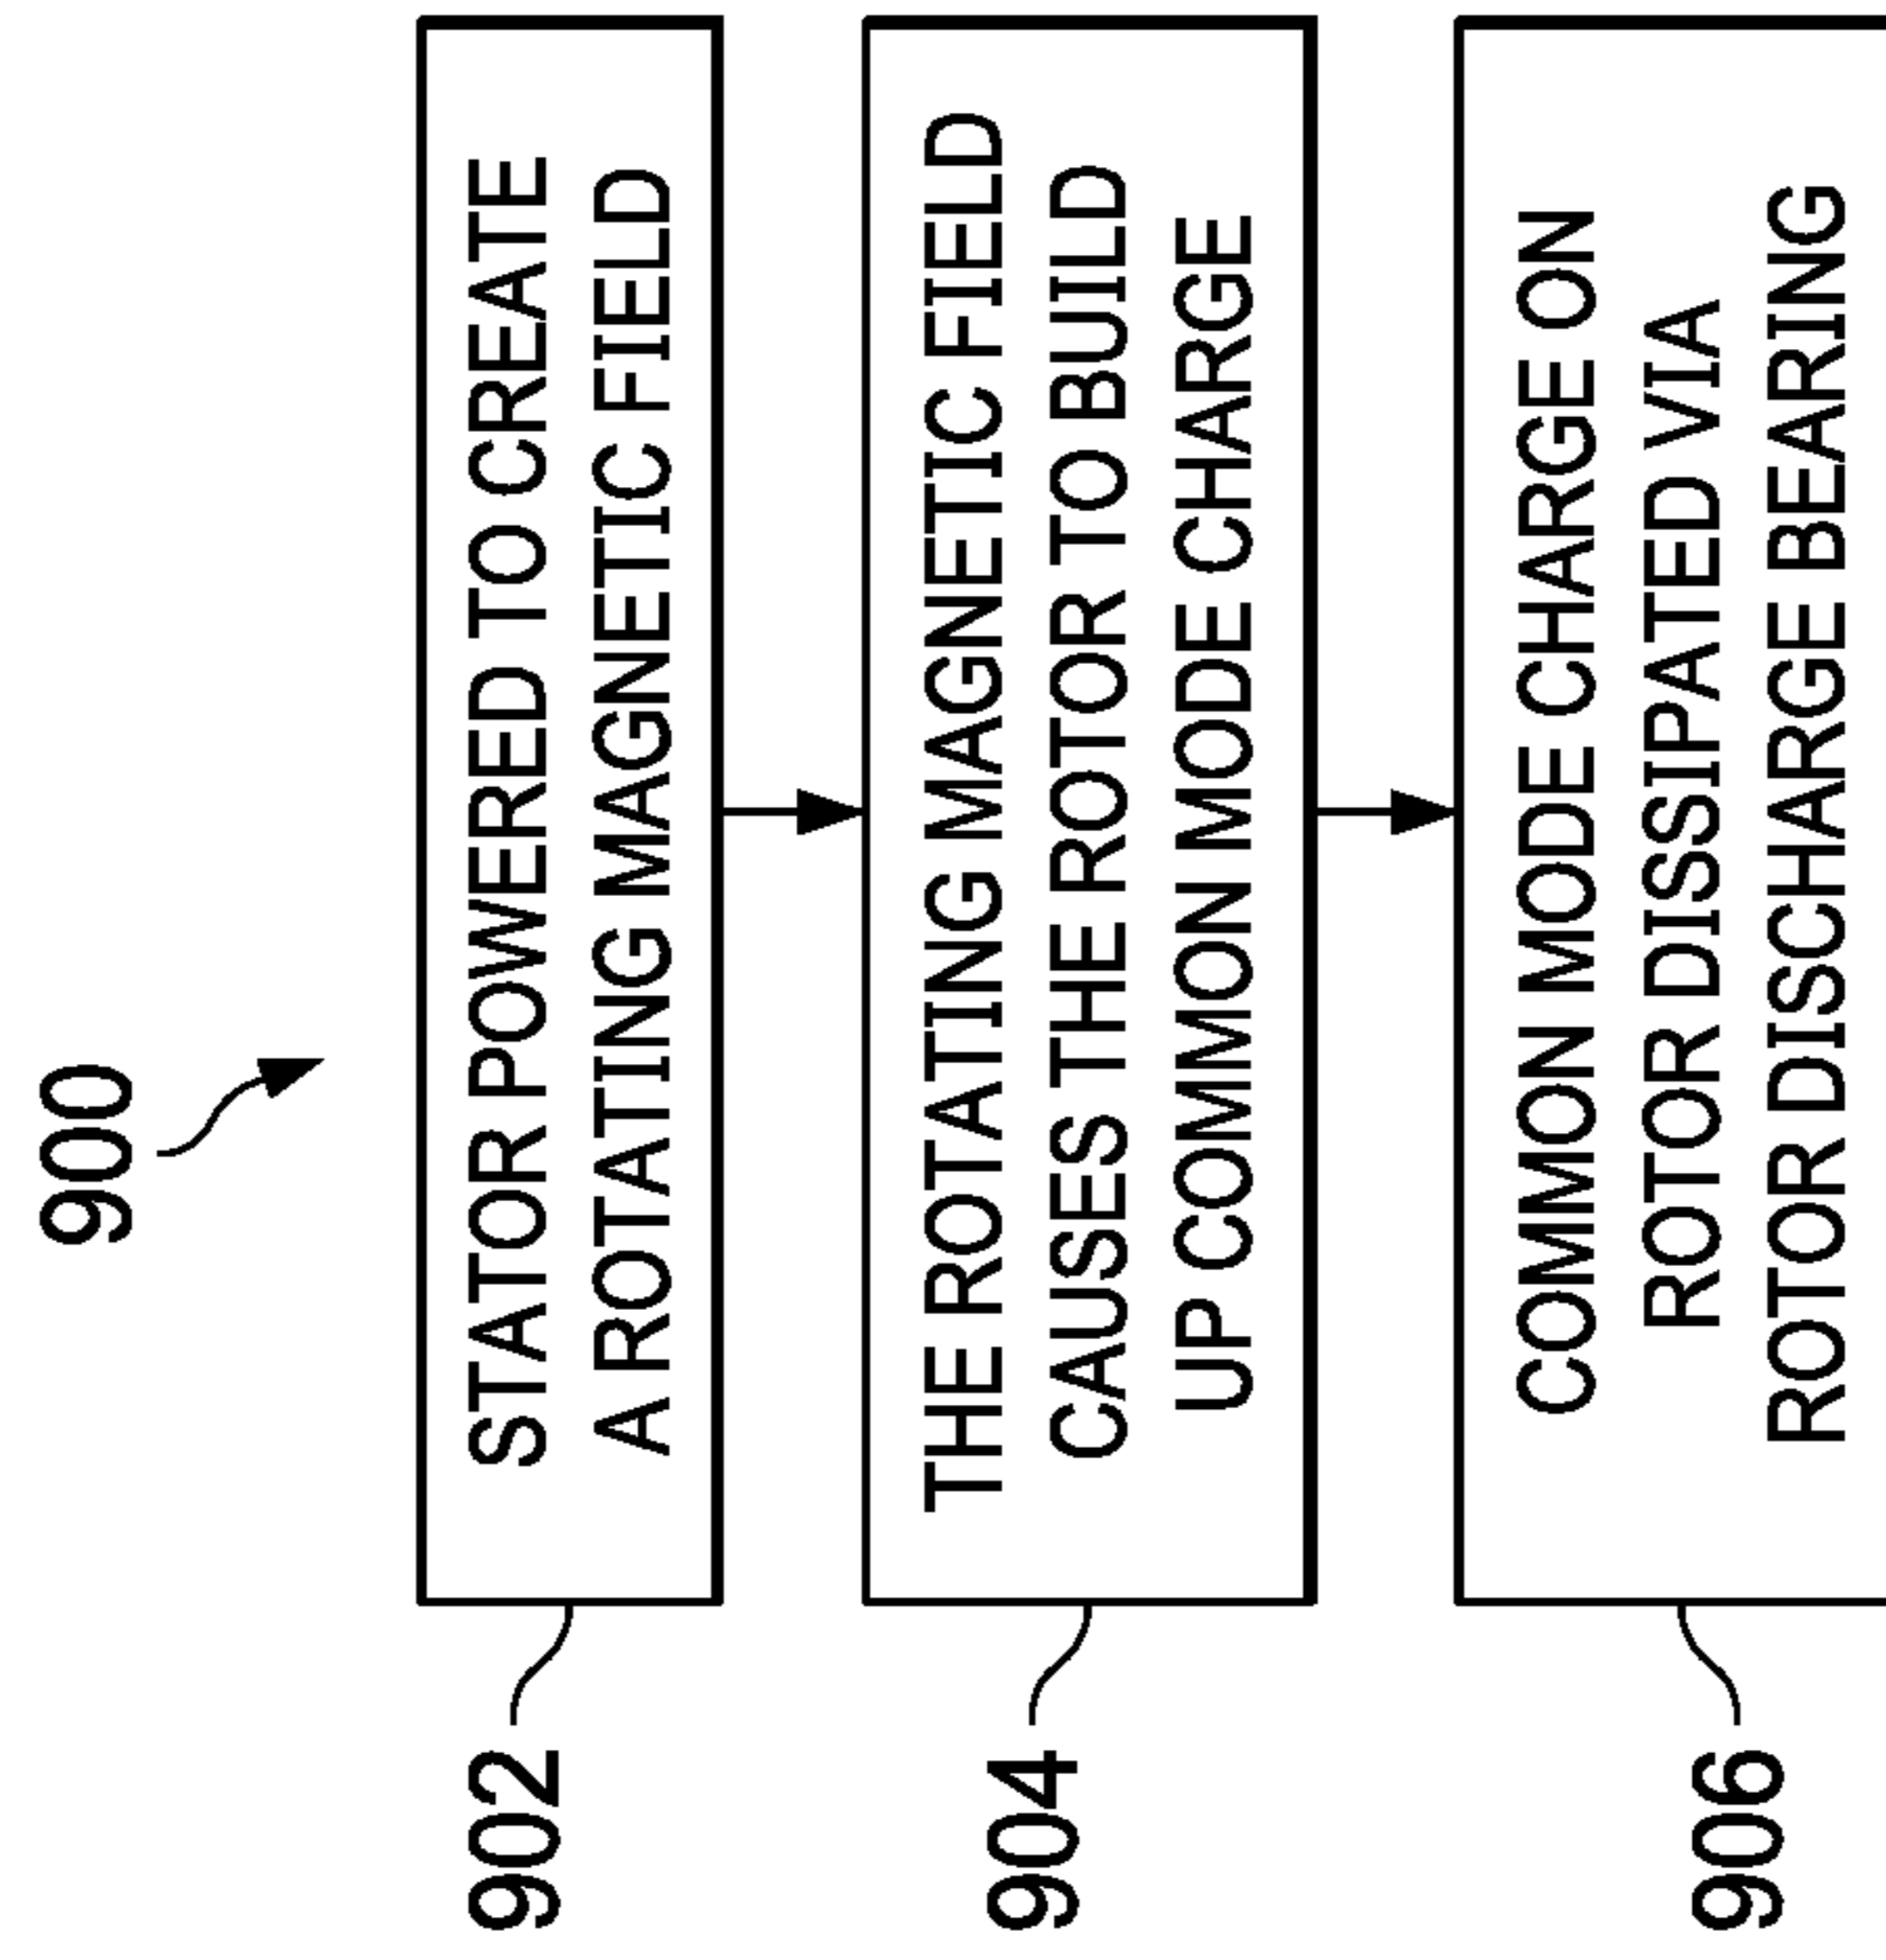 900
902
STATOR POWERED TO CREATE
A ROTATING MAGNETIC FIELD
904
THE ROTATING MAGNETIC FIELD
CAUSES THE ROTOR TO BUILD
UP COMMON MODE CHARGE
906
COMMON MODE CHARGE ON
ROTOR DISSIPATED VIA
ROTOR DISCHARGE BEARING